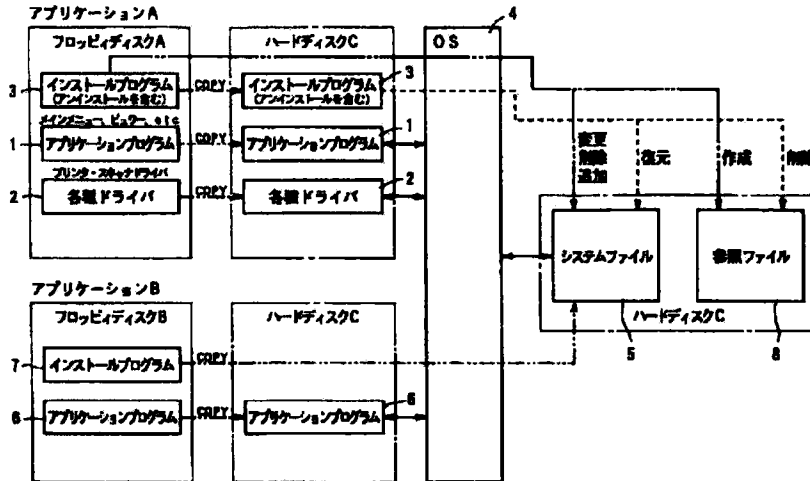 アプリケーションA
フロッピィディスクA
ハードディスクC
OS
4
3
インストールプログラム
(アンインストールを含む)
COPY
インストールプログラム
(アンインストールを含む)
3
メインメニュー、ビュワー、etc
1
アプリケーションプログラム
COPY
アプリケーションプログラム
1
プリンタ・スキャナドライバ
2
各種ドライバ
COPY
各種ドライバ
2
変更
削除
追加
復元
作成
削除
システムファイル
参照ファイル
ハードディスクC
5
8
アプリケーションB
フロッピィディスクB
ハードディスクC
7
インストールプログラム
COPY
6
アプリケーションプログラム
COPY
アプリケーションプログラム
6